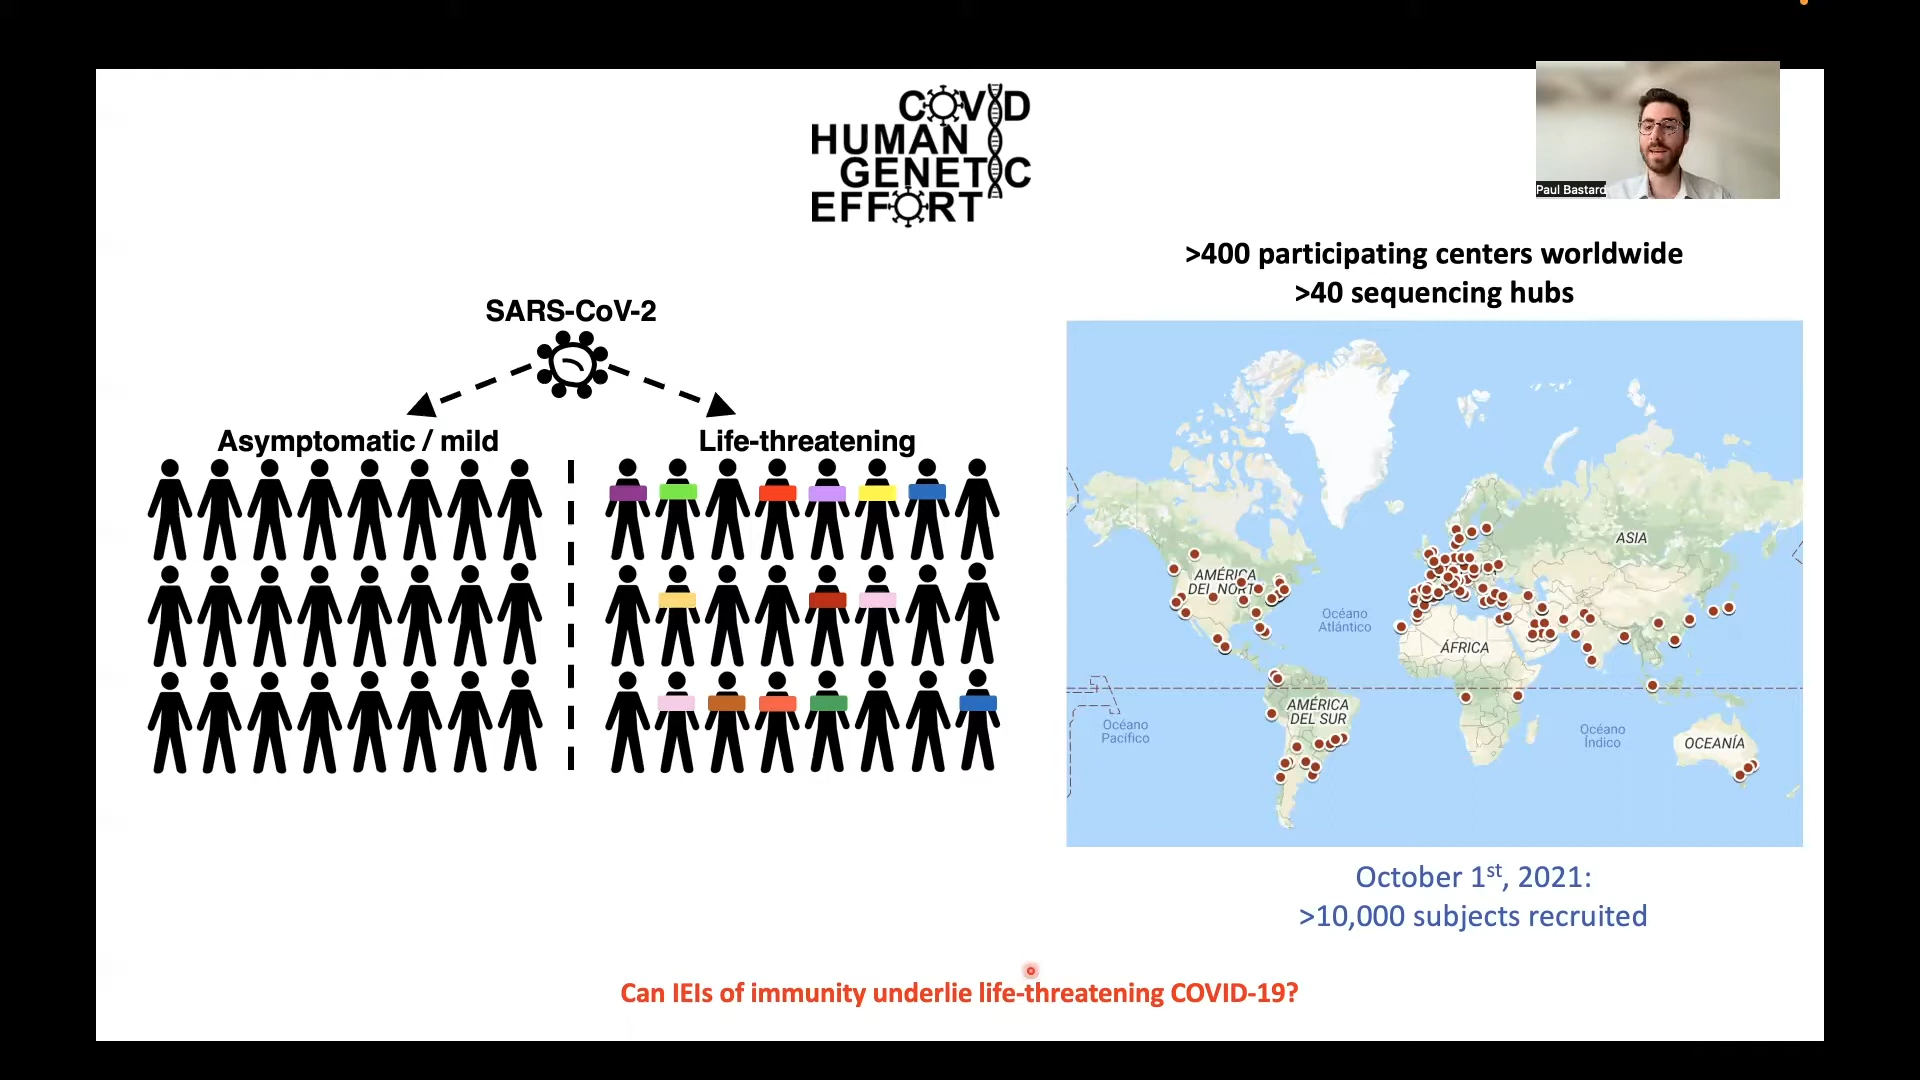 COVID
HUMAN
GENETIC
EFFORT
Paul Bastard
>400 participating centers worldwide
>40 sequencing hubs
SARS-CoV-2
Asymptomatic / mild
Life-threatening
ASIA
AMÉRICA
DEL NORT
Océano
Atlántico
ÁFRICA
AMÉRICA
DEL SUR
Océano
Pacífico
Océano
Índico
OCEANÍA
October 1st, 2021:
>10,000 subjects recruited
Can IEIs of immunity underlie life-threatening COVID-19?